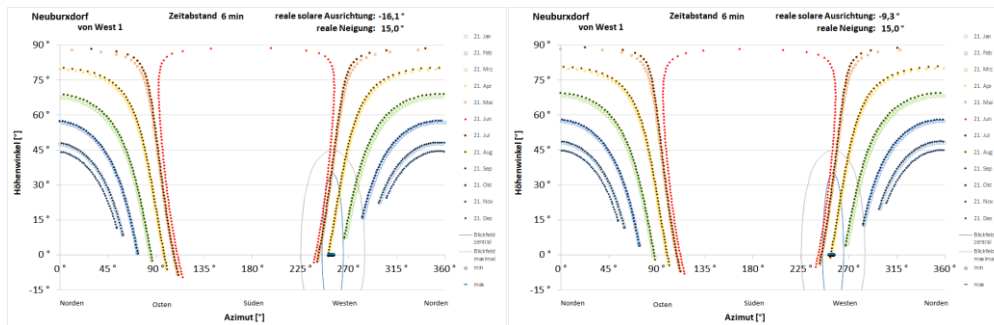 Neuburxdorf
Zeitabstand 6 min
reale solare Ausrichtung: -16,1 °
von West 1
reale Neigung: 15,0 °
90 °
75 °
60 °
45 °
30 °
15 °
0 °
-15 °
Höhenwinkel [°]
0 °
45 °
90 °
135 °
180 °
225 °
270 °
315 °
360 °
Norden
Osten
Süden
Westen
Norden
Azimut [°]
21. Jan
21. Feb
21. Mrz
21. Apr
21. Mai
21. Jun
21. Jul
21. Aug
21. Sep
21. Okt
21. Nov
21. Dez
Blickfeld
zentral
Blickfeld
maximal
min
max
Neuburxdorf
Zeitabstand 6 min
reale solare Ausrichtung: -9,3 °
von West 1
reale Neigung: 15,0 °
90 °
75 °
60 °
45 °
30 °
15 °
0 °
-15 °
Höhenwinkel [°]
0 °
45 °
90 °
135 °
180 °
225 °
270 °
315 °
360 °
Norden
Osten
Süden
Westen
Norden
Azimut [°]
21. Jan
21. Feb
21. Mrz
21. Apr
21. Mai
21. Jun
21. Jul
21. Aug
21. Sep
21. Okt
21. Nov
21. Dez
Blickfeld
zentral
Blickfeld
maximal
min
max